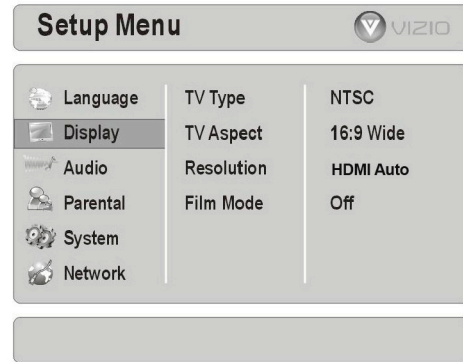 Setup Menu
VIZIO
Language TV Type NTSC
Display TV Aspect 16:9 Wide
Audio Resolution HDMI Auto
Parental Film Mode Off
System
Network